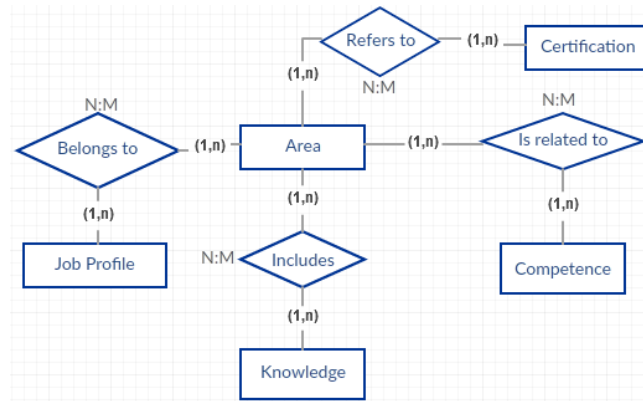 Refers to
(1,n)
Certification
(1,n)
N:M
N:M
N:M
Belongs to
(1,n)
Area
(1,n)
Is related to
(1,n)
(1,n)
(1,n)
Job Profile
N:M
Includes
Competence
(1,n)
Knowledge